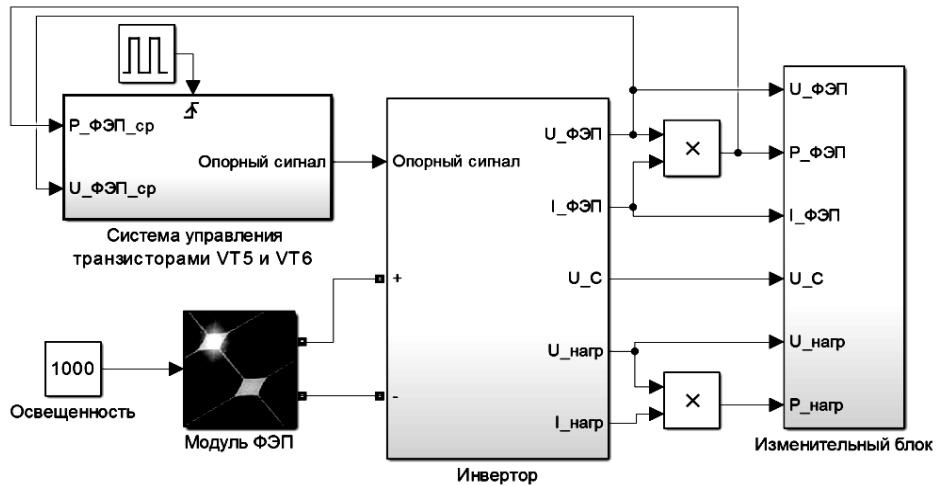 P_ФЭП_ср
U_ФЭП_ср
Опорный сигнал
Система управления
транзисторами VT5 и VT6
1000
Освещенность
Модуль ФЭП
Опорный сигнал
+
-
U_ФЭП
I_ФЭП
U_C
U_нагр
I_нагр
Инвертор
×
×
U_ФЭП
P_ФЭП
I_ФЭП
U_C
U_нагр
P_нагр
Изменительный блок